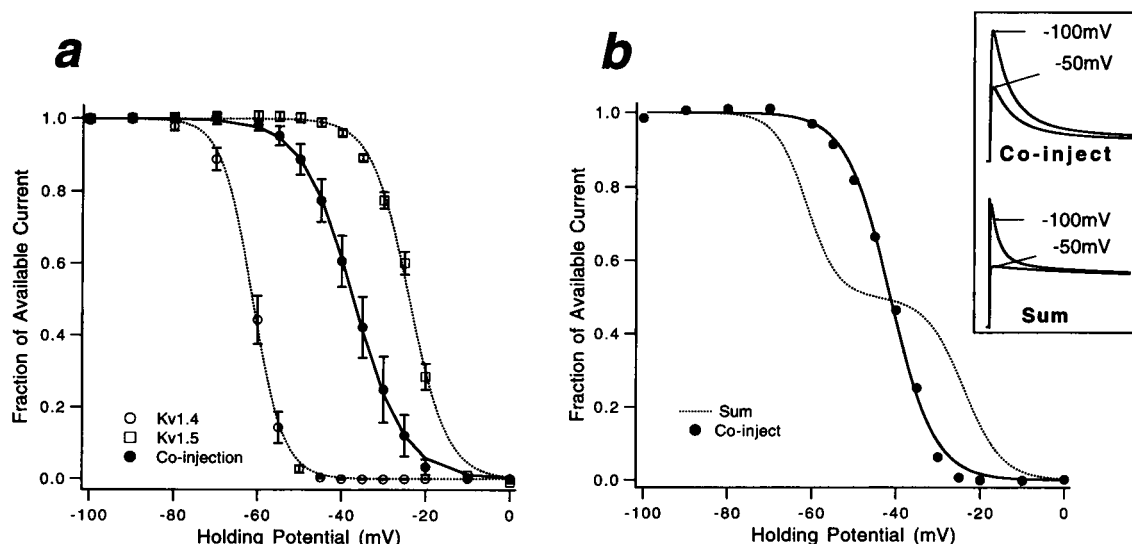 a
Fraction of Available Current
1.0
0.8
0.6
0.4
0.2
0.0
Kv1.4
Kv1.5
Co-injection
-100
-80
-60
-40
-20
0
Holding Potential (mV)
b
Fraction of Available Current
1.0
0.8
0.6
0.4
0.2
0.0
Sum
Co-inject
-100
-80
-60
-40
-20
0
Holding Potential (mV)
-100mV
-50mV
Co-inject
-100mV
-50mV
Sum